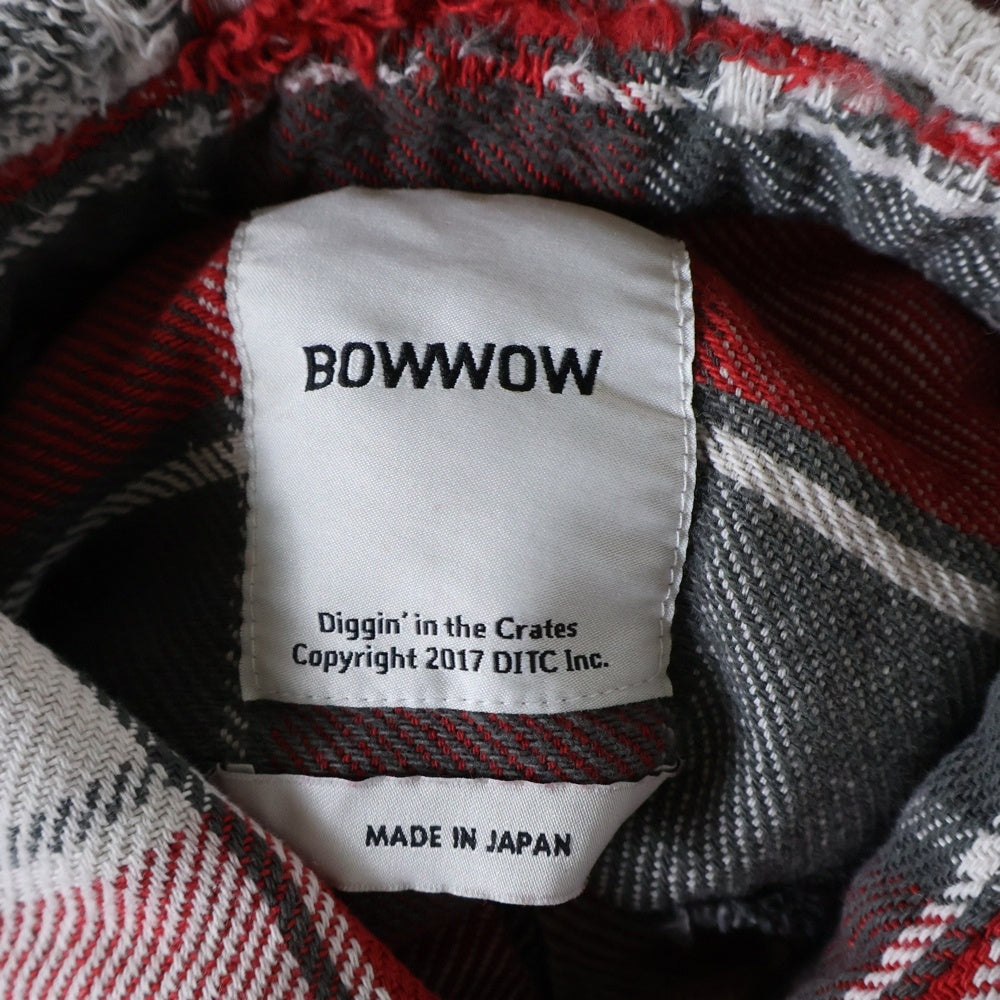 BOWWOW
Diggin' in the Crates
Copyright 2017 DITC Inc.
MADE IN JAPAN